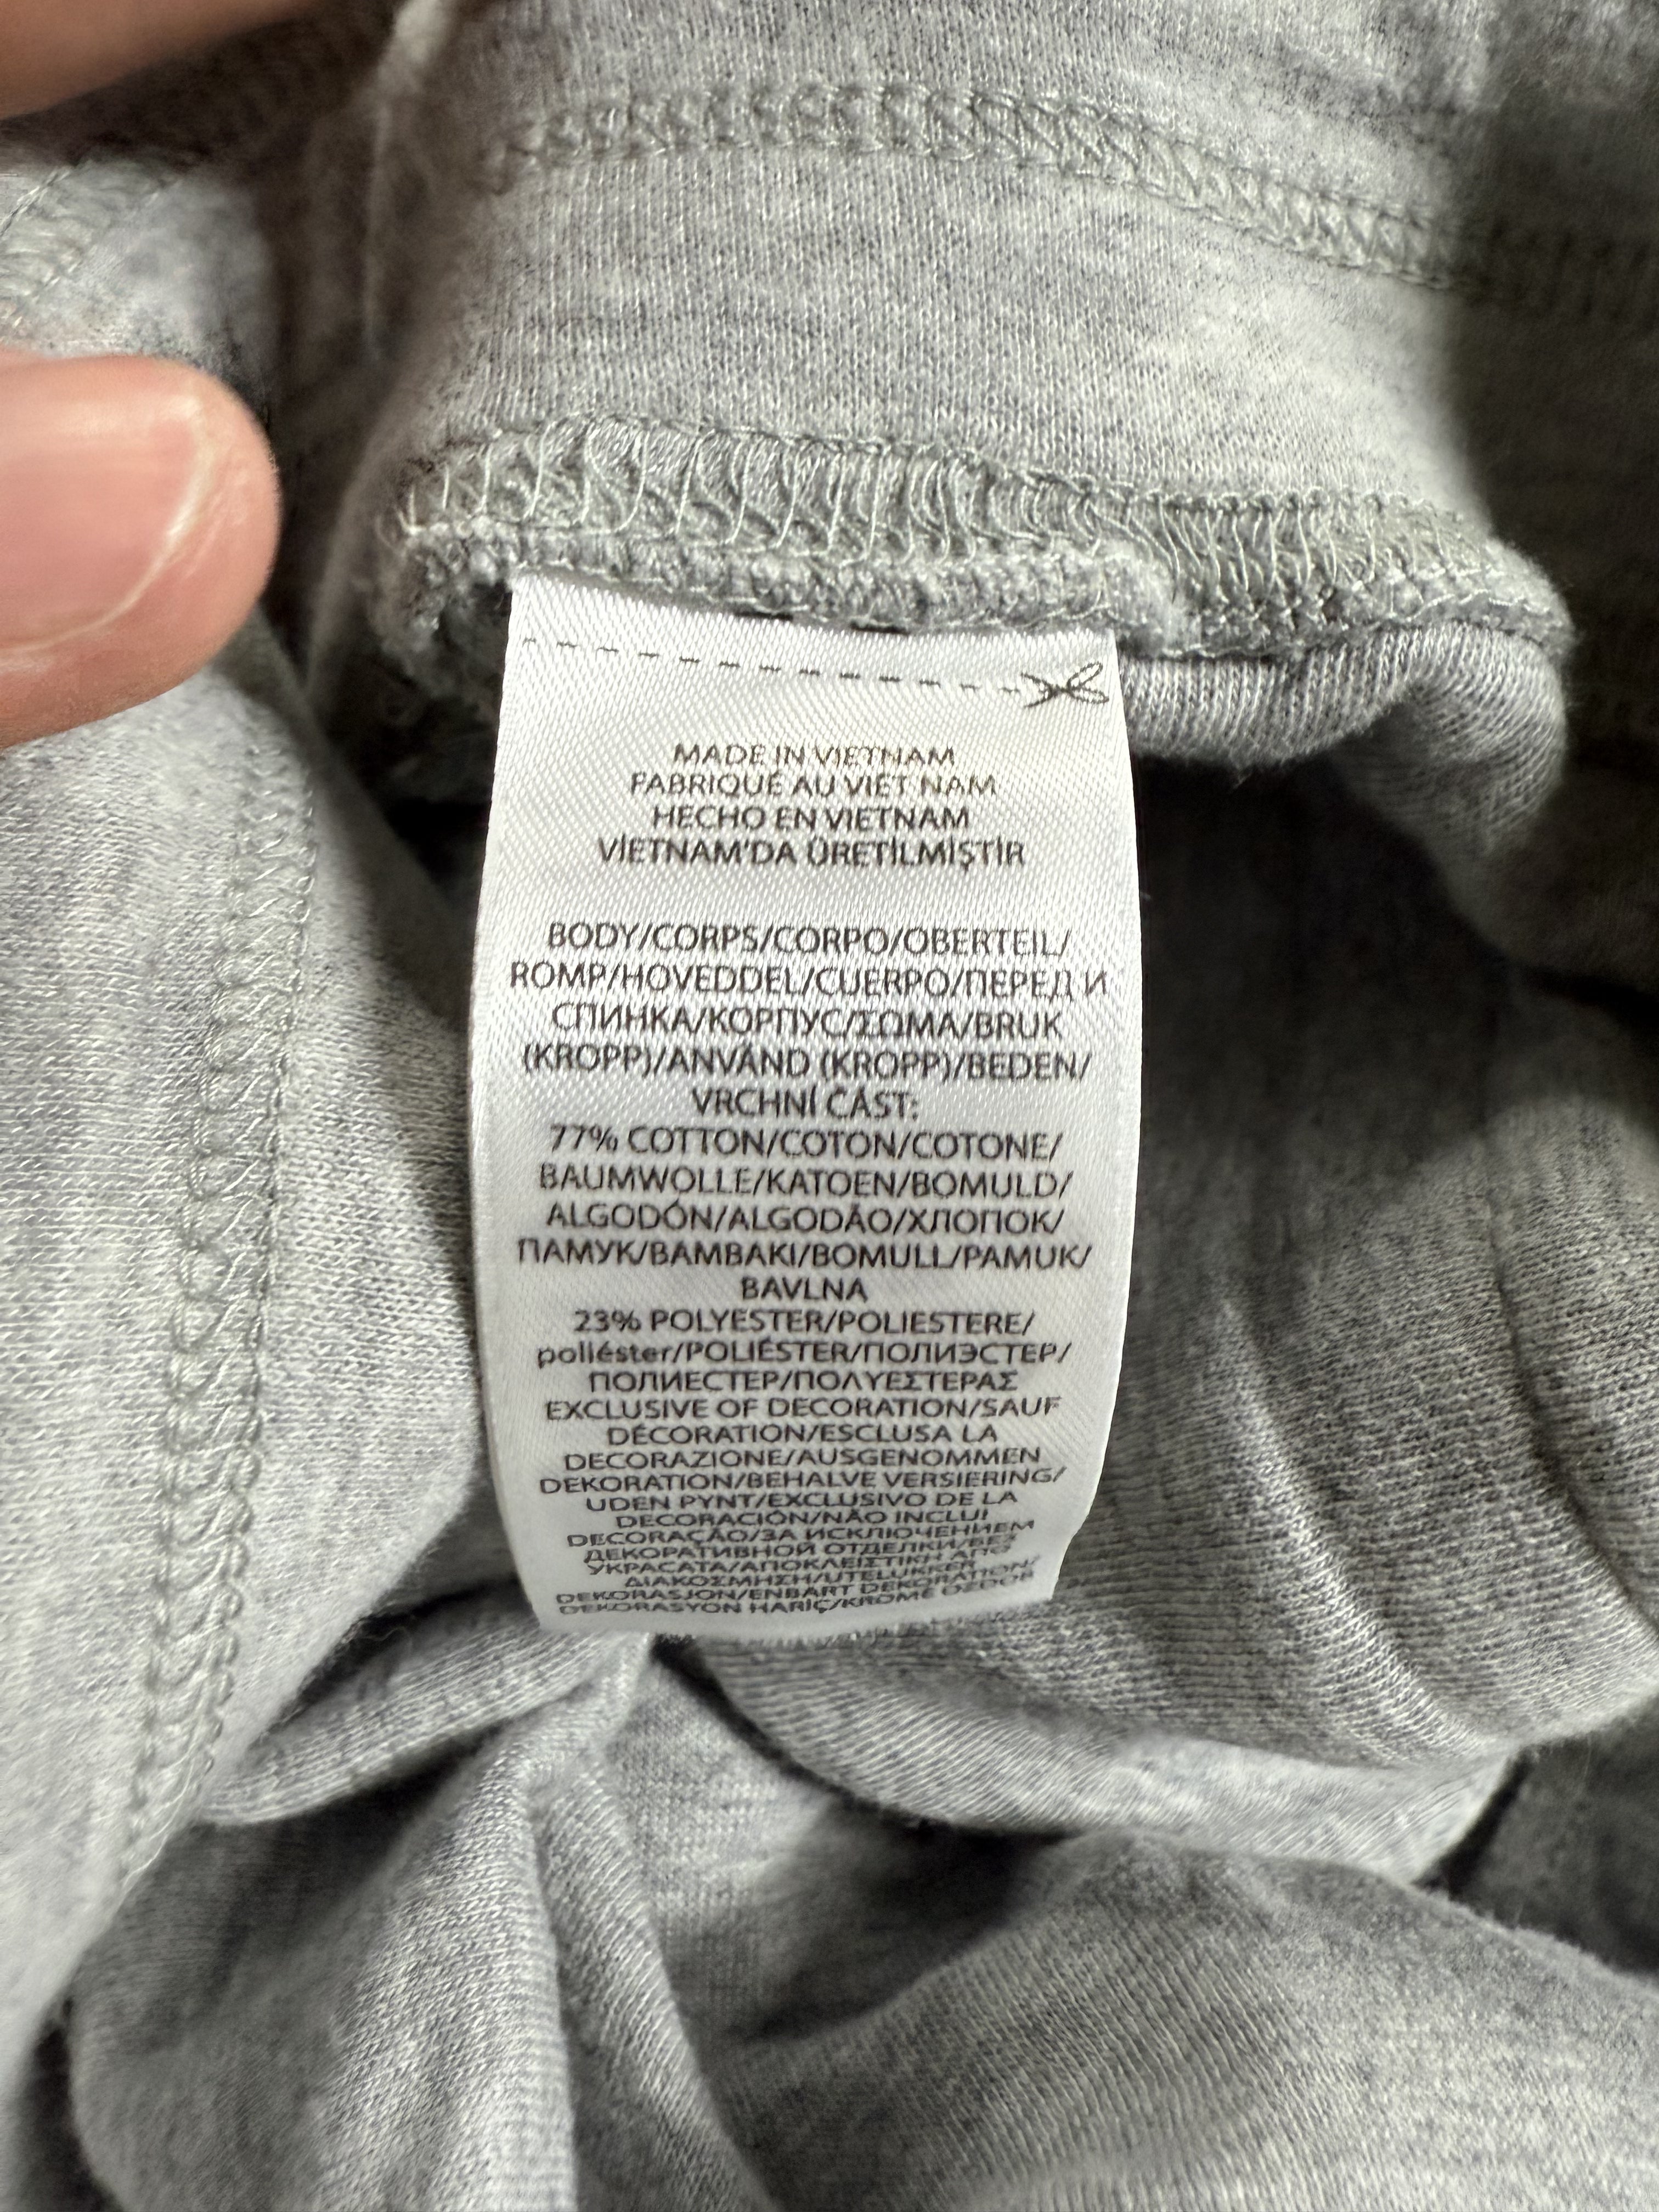 MADE IN VIETNAM
FABRIQUÉ AU VIET NAM
HECHO EN VIETNAM
VİETNAM'DA ÜRETİLMİŞTİR
BODY/CORPS/CORPO/OBERTEIL/
ROMP/HOVEDDEL/CUERPO/ПЕРЕД И
СПИНКА/КОРПУС/ΣΩΜΑ/BRUK
(KROPP)/ANVÄND (KROPP)/BEDEN/
VRCHNÍ ČÁST:
77% COTTON/COTON/COTONE/
BAUMWOLLE/KATOEN/BOMULD/
ALGODÓN/ALGODÃO/ХЛОПОК/
ПАМУК/ΒΑΜΒΑΚΙ/BOMULL/PAMUK/
BAVLNA
23% POLYESTER/POLIESTERE/
poliéster/POLIÉSTER/ПОЛИЭСТЕР/
ПОЛИЕСТЕР/ΠΟΛΥΕΣΤΕΡΑΣ
EXCLUSIVE OF DECORATION/SAUF
DÉCORATION/ESCLUSA LA
DECORAZIONE/AUSGENOMMEN
DEKORATION/BEHALVE VERSIERING/
UDEN PYNT/EXCLUSIVO DE LA
DECORACIÓN/NÃO INCLUI
DECORAÇÃO/ЗА ИСКЛЮЧЕНИЕМ
ДЕКОРАТИВНОЙ ОТДЕЛКИ/БЕЗ
УКРАСАТА/ΑΠΟΚΛΕΙΣΤΙΚΗ ΑΠΟ
ΔΙΑΚΟΣΜΗΣΗ/UTELUKKER
DEKORASJON/ENBART DEKORATION/
DEKORASYON HARİÇ/KROMĚ OZDOB